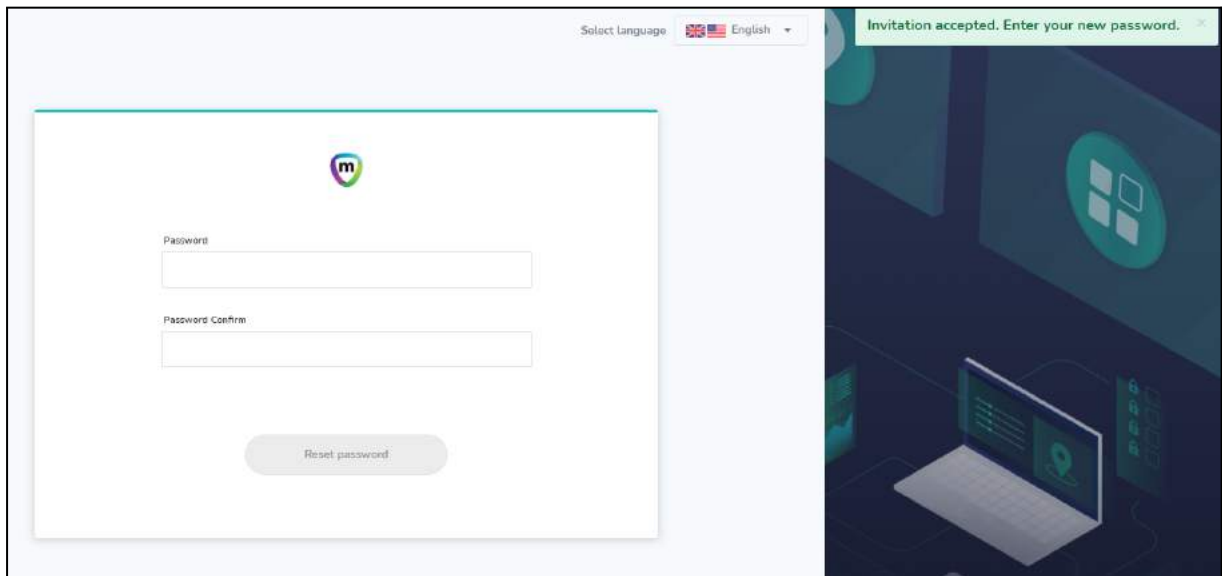 Select language
English
Invitation accepted. Enter your new password.
m
Password
Password Confirm
Reset password